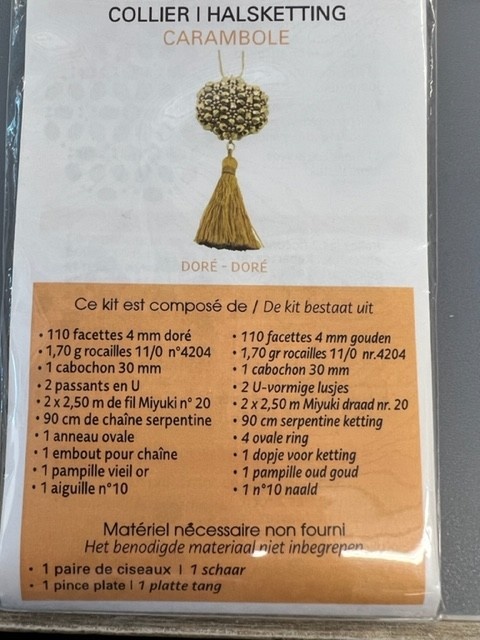 COLLIER I HALSKETTING
CARAMBOLE
DORÉ - DORÉ
Ce kit est composé de / De kit bestaat uit
• 110 facettes 4 mm doré
• 1,70 g rocailles 11/0 n°4204
• 1 cabochon 30 mm
• 2 passants en U
• 2 x 2,50 m de fil Miyuki n° 20
• 90 cm de chaîne serpentine
• 1 anneau ovale
• 1 embout pour chaîne
• 1 pampille vieil or
• 1 aiguille n°10
• 110 facettes 4 mm gouden
• 1,70 gr rocailles 11/0 nr.4204
• 1 cabochon 30 mm
• 2 U-vormige lusjes
• 2 x 2,50 m Miyuki draad nr. 20
• 90 cm serpentine ketting
• 4 ovale ring
• 1 dopje voor ketting
• 1 pampille oud goud
• 1 n°10 naald
Matériel nécessaire non fourni
Het benodigde materiaal niet inbegrepen
• 1 paire de ciseaux I 1 schaar
• 1 pince plate I 1 platte tang